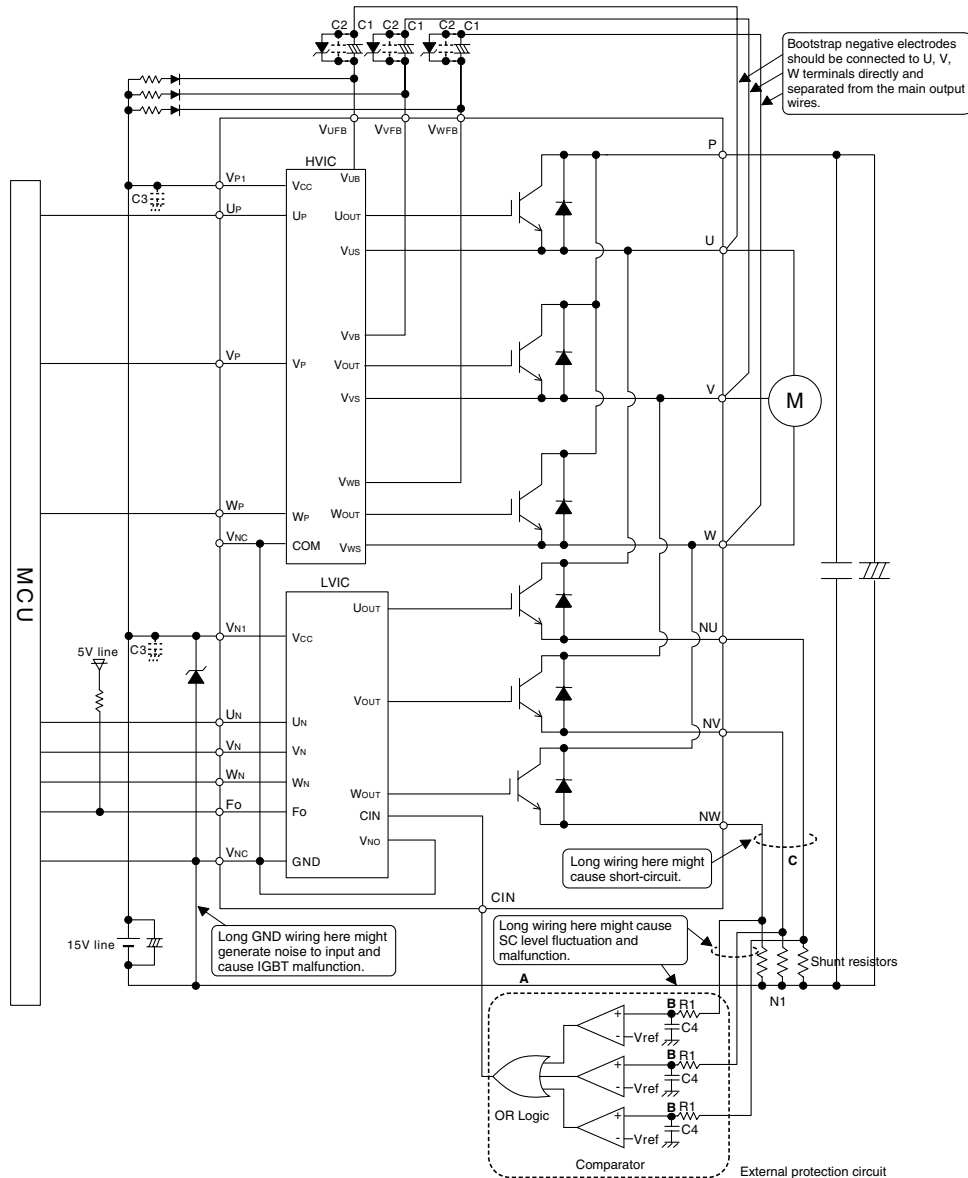 C2 C1 C2 C1 C2 C1
Bootstrap negative electrodes
should be connected to U, V,
W terminals directly and
separated from the main output
wires.
VUFB VVFB VWFB
P
HVIC
VP1 VCC VUB
C3
UP UP UOUT
U
VUS
VVB
VP VP VOUT
V
VVS
M
VWB
WP WP WOUT
W
VNC COM VWS
MCU
LVIC
UOUT
VN1 VCC
NU
C3
5V line
VOUT
UN UN
NV
VN VN
WN WN WOUT
FO FO CIN
NW
VNO
VNC GND
Long wiring here might
cause short-circuit.
C
CIN
Long GND wiring here might
generate noise to input and
cause IGBT malfunction.
Long wiring here might cause
SC level fluctuation and
malfunction.
15V line
Shunt resistors
A
N1
+ B R1
- Vref C4
+ B R1
- Vref C4
OR Logic
+ B R1
- Vref C4
Comparator
External protection circuit